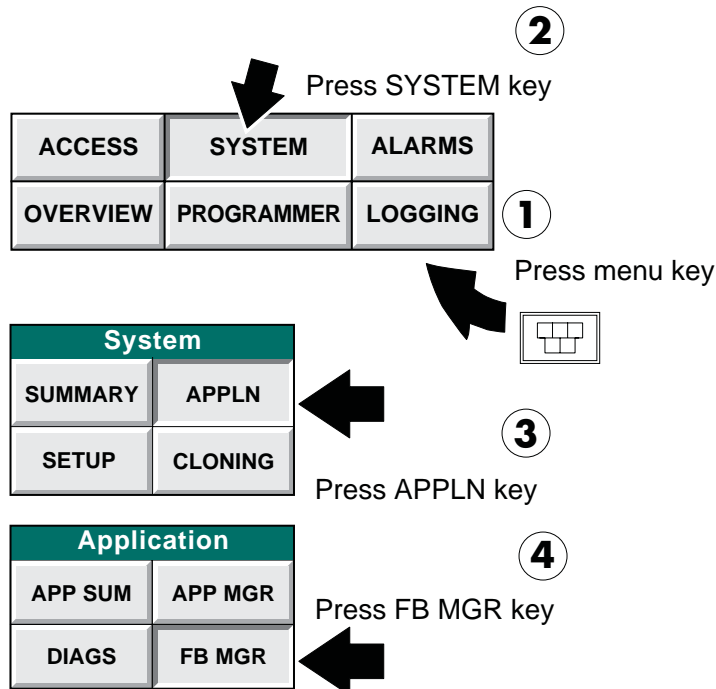 2
Press SYSTEM key
ACCESS SYSTEM ALARMS
OVERVIEW PROGRAMMER LOGGING
1
Press menu key
System
SUMMARY APPLN
SETUP CLONING
3
Press APPLN key
Application
APP SUM APP MGR
DIAGS FB MGR
4
Press FB MGR key